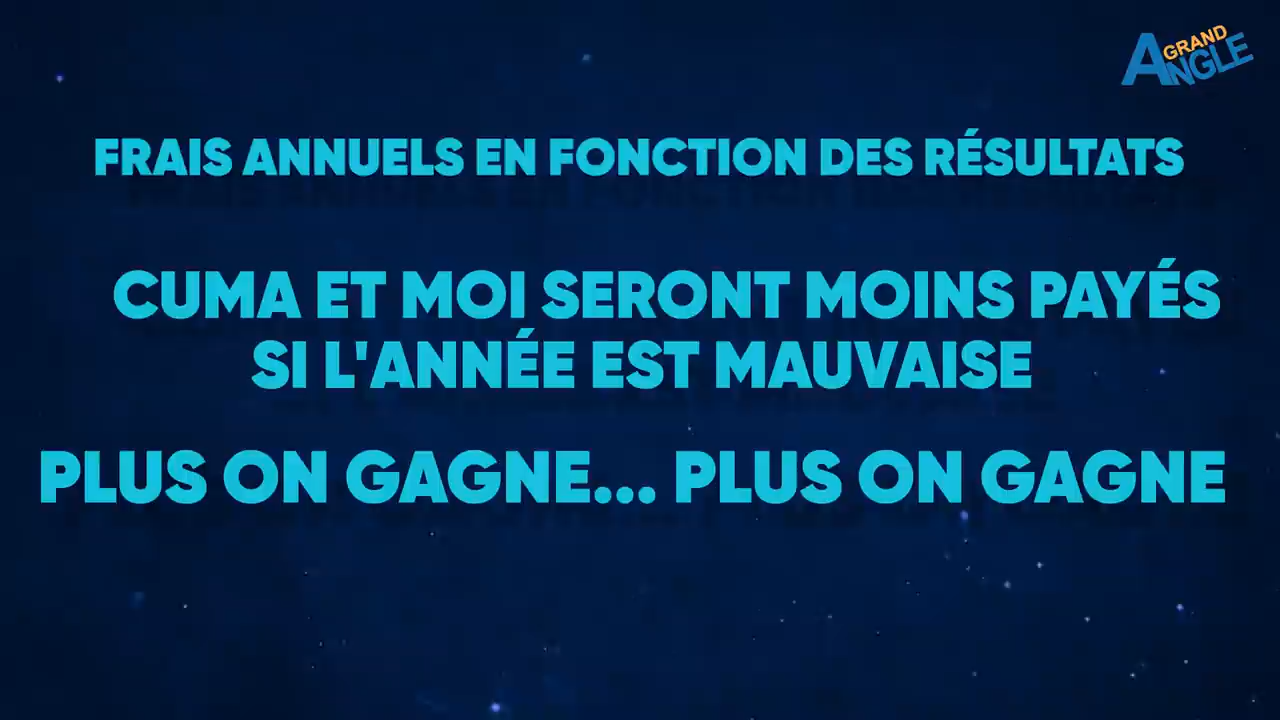 GRAND
ANGLE
FRAIS ANNUELS EN FONCTION DES RÉSULTATS
CUMA ET MOI SERONT MOINS PAYÉS
SI L'ANNÉE EST MAUVAISE
PLUS ON GAGNE... PLUS ON GAGNE